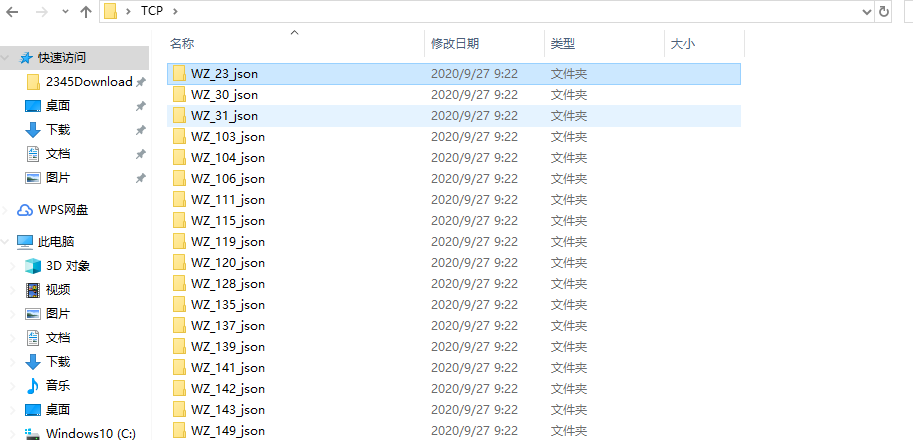 TCP
名称 修改日期 类型 大小
快速访问
2345Download
桌面
下载
文档
图片
WPS网盘
此电脑
3D 对象
视频
图片
文档
下载
音乐
桌面
Windows10 (C:)
WZ_23_json 2020/9/27 9:22 文件夹
WZ_30_json 2020/9/27 9:22 文件夹
WZ_31_json 2020/9/27 9:22 文件夹
WZ_103_json 2020/9/27 9:22 文件夹
WZ_104_json 2020/9/27 9:22 文件夹
WZ_106_json 2020/9/27 9:22 文件夹
WZ_111_json 2020/9/27 9:22 文件夹
WZ_115_json 2020/9/27 9:22 文件夹
WZ_119_json 2020/9/27 9:22 文件夹
WZ_120_json 2020/9/27 9:22 文件夹
WZ_128_json 2020/9/27 9:22 文件夹
WZ_135_json 2020/9/27 9:22 文件夹
WZ_137_json 2020/9/27 9:22 文件夹
WZ_139_json 2020/9/27 9:22 文件夹
WZ_141_json 2020/9/27 9:22 文件夹
WZ_142_json 2020/9/27 9:22 文件夹
WZ_143_json 2020/9/27 9:22 文件夹
WZ_149_json 2020/9/27 9:22 文件夹